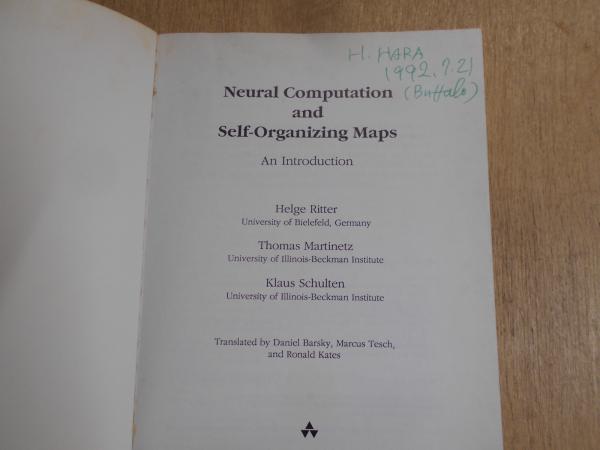 H. HARA
1992. 7. 21
(Buffalo)
Neural Computation
and
Self-Organizing Maps
An Introduction
Helge Ritter
University of Bielefeld, Germany
Thomas Martinetz
University of Illinois-Beckman Institute
Klaus Schulten
University of Illinois-Beckman Institute
Translated by Daniel Barsky, Marcus Tesch,
and Ronald Kates